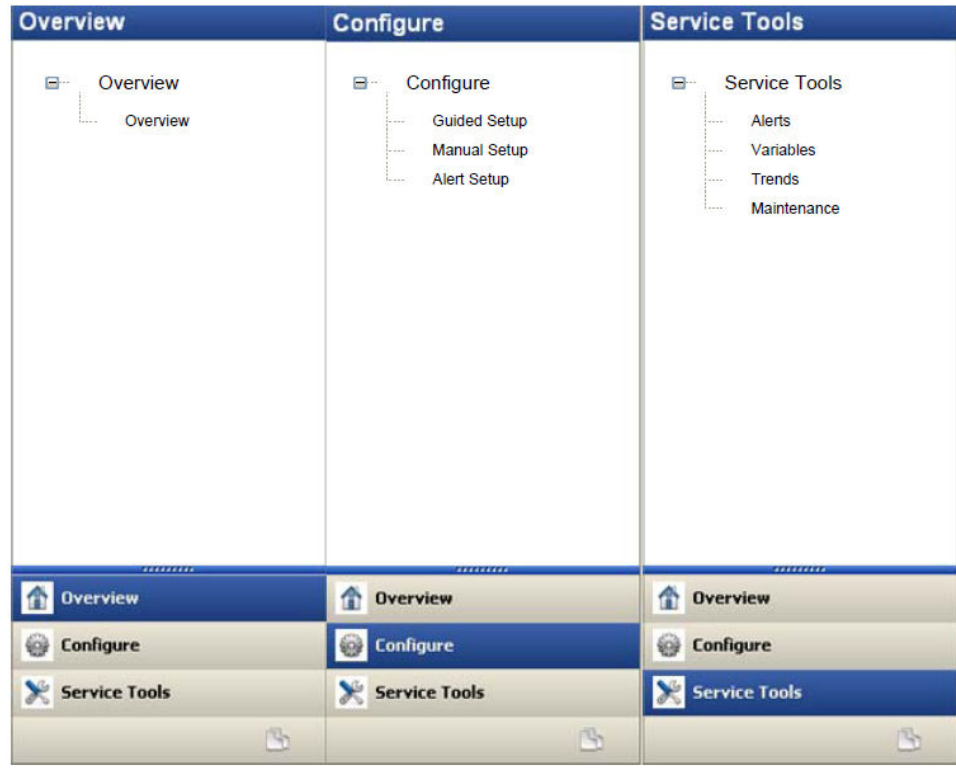 Overview
Overview
Overview
Overview
Configure
Service Tools
Configure
Configure
Guided Setup
Manual Setup
Alert Setup
Overview
Configure
Service Tools
Service Tools
Service Tools
Alerts
Variables
Trends
Maintenance
Overview
Configure
Service Tools